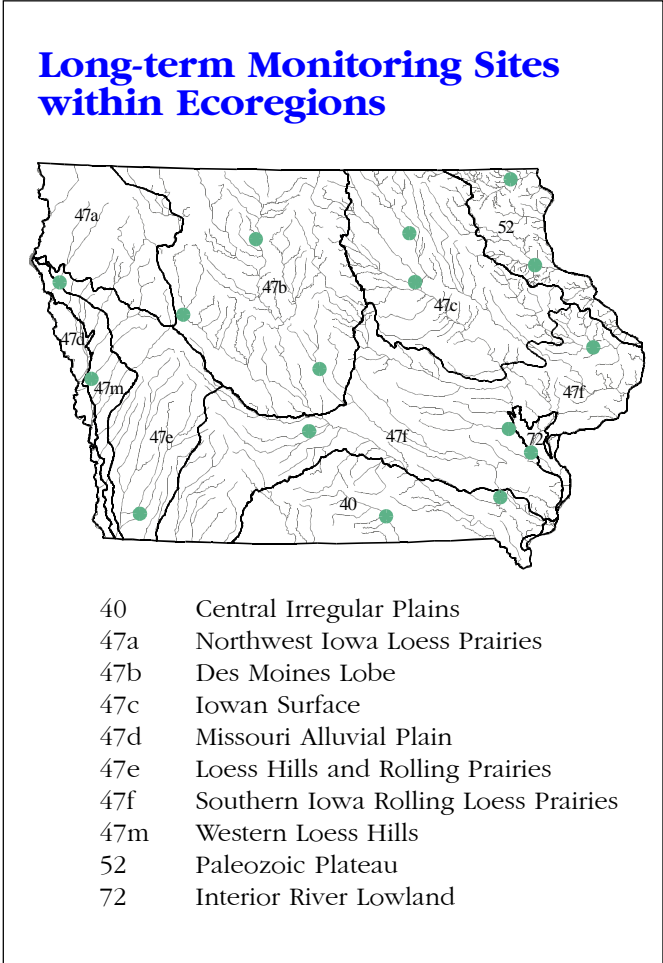 Long-term Monitoring Sites
within Ecoregions
47a
52
47b
47c
47d
47m
47f
47e
47f
72
40
40 Central Irregular Plains
47a Northwest Iowa Loess Prairies
47b Des Moines Lobe
47c Iowan Surface
47d Missouri Alluvial Plain
47e Loess Hills and Rolling Prairies
47f Southern Iowa Rolling Loess Prairies
47m Western Loess Hills
52 Paleozoic Plateau
72 Interior River Lowland